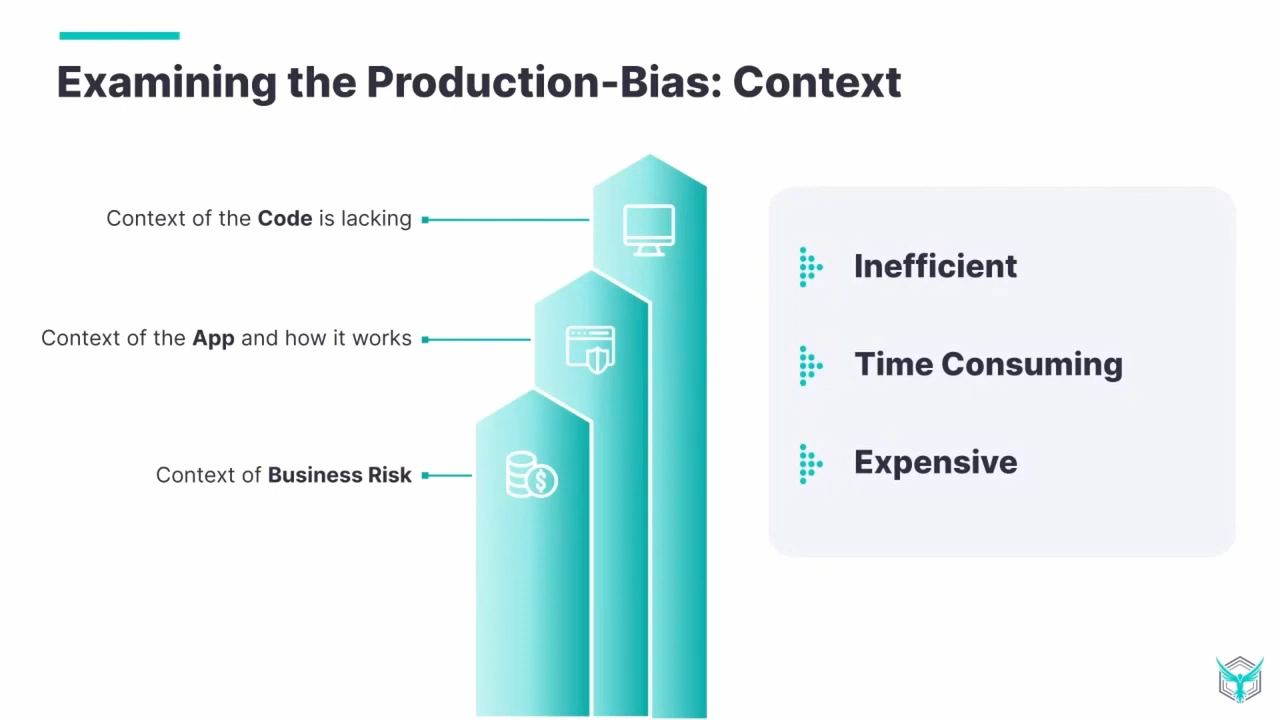 Examining the Production-Bias: Context
Context of the Code is lacking
Context of the App and how it works
Context of Business Risk
$
Inefficient
Time Consuming
Expensive